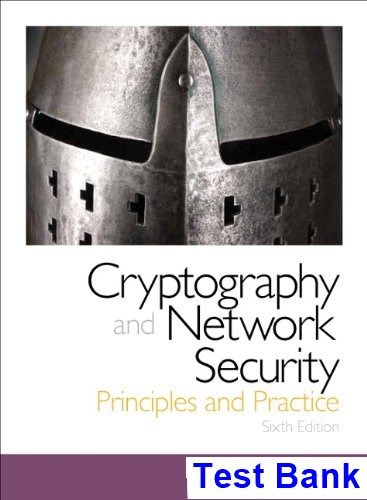 Cryptography
and Network
Security
Principles and Practice
Sixth Edition
Test Bank